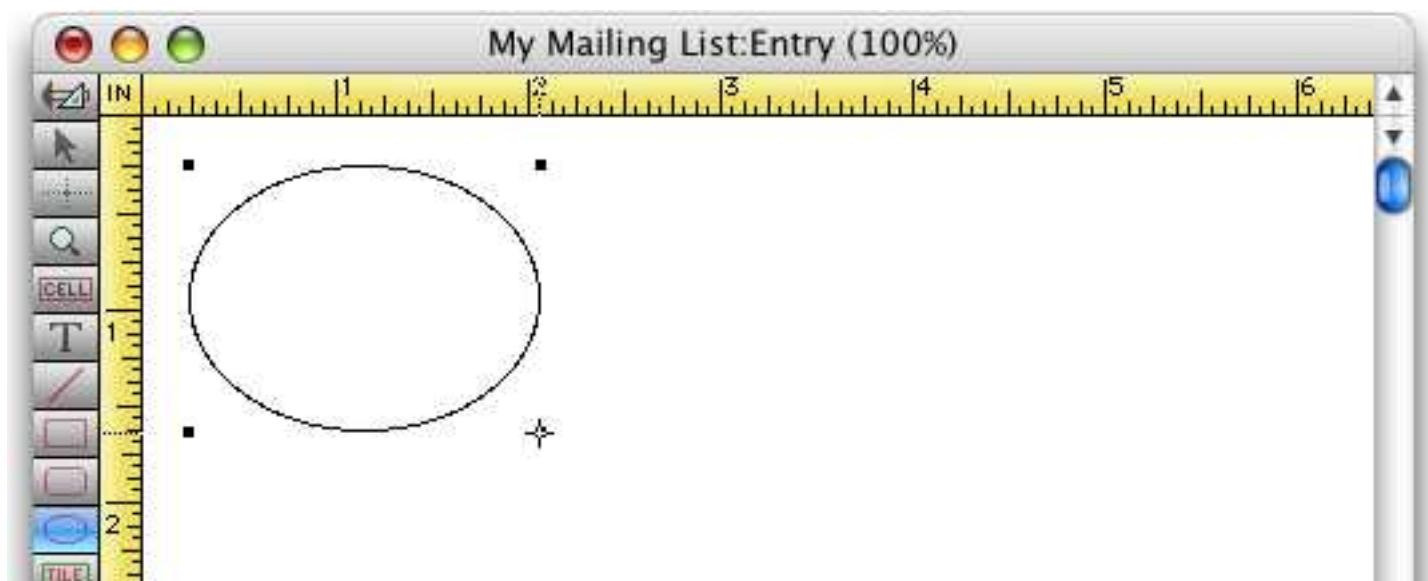 My Mailing List:Entry (100%)
IN 1 2 3 4 5 6
CELL
T
1
2
TILE